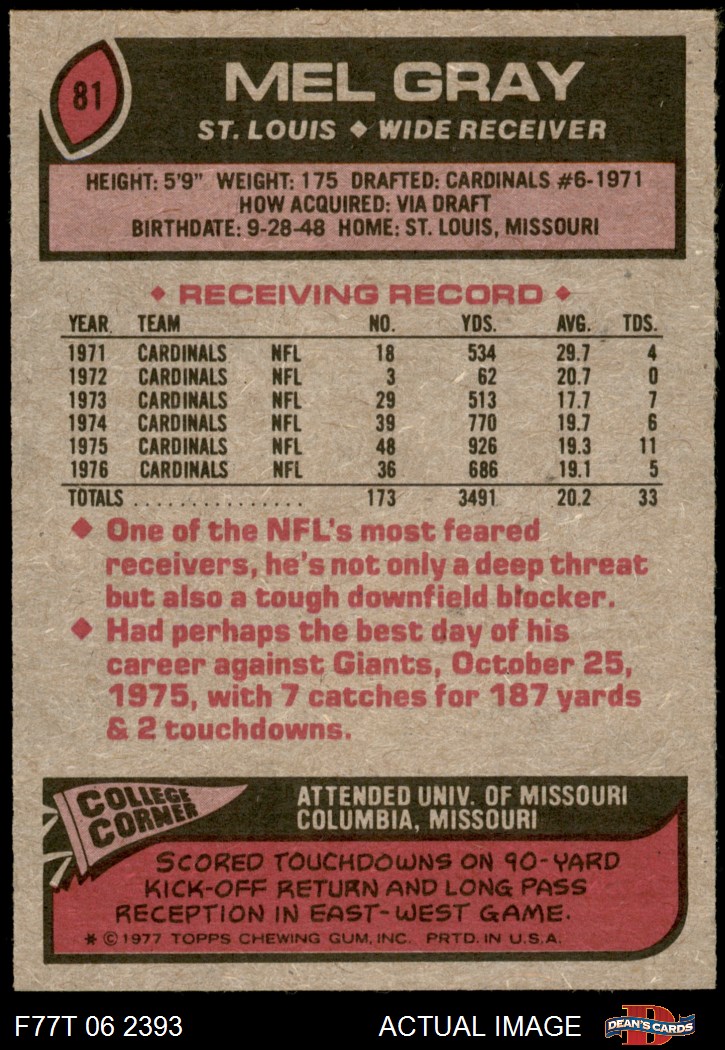 81
MEL GRAY
ST. LOUIS ◆ WIDE RECEIVER
HEIGHT: 5'9" WEIGHT: 175 DRAFTED: CARDINALS #6-1971
HOW ACQUIRED: VIA DRAFT
BIRTHDATE: 9-28-48 HOME: ST. LOUIS, MISSOURI
◆ RECEIVING RECORD ◆
YEAR TEAM NO. YDS. AVG. TDS.
1971 CARDINALS NFL 18 534 29.7 4
1972 CARDINALS NFL 3 62 20.7 0
1973 CARDINALS NFL 29 513 17.7 7
1974 CARDINALS NFL 39 770 19.7 6
1975 CARDINALS NFL 48 926 19.3 11
1976 CARDINALS NFL 36 686 19.1 5
TOTALS . . . . . . . . . . . . . . . 173 3491 20.2 33
◆ One of the NFL's most feared
receivers, he's not only a deep threat
but also a tough downfield blocker.
◆ Had perhaps the best day of his
career against Giants, October 25,
1975, with 7 catches for 187 yards
& 2 touchdowns.
COLLEGE
CORNER
ATTENDED UNIV. OF MISSOURI
COLUMBIA, MISSOURI
SCORED TOUCHDOWNS ON 90-YARD
KICK-OFF RETURN AND LONG PASS
RECEPTION IN EAST-WEST GAME.
* © 1977 TOPPS CHEWING GUM, INC. PRTD. IN U.S.A.
F77T 06 2393 ACTUAL IMAGE
D
DEAN'S CARDS